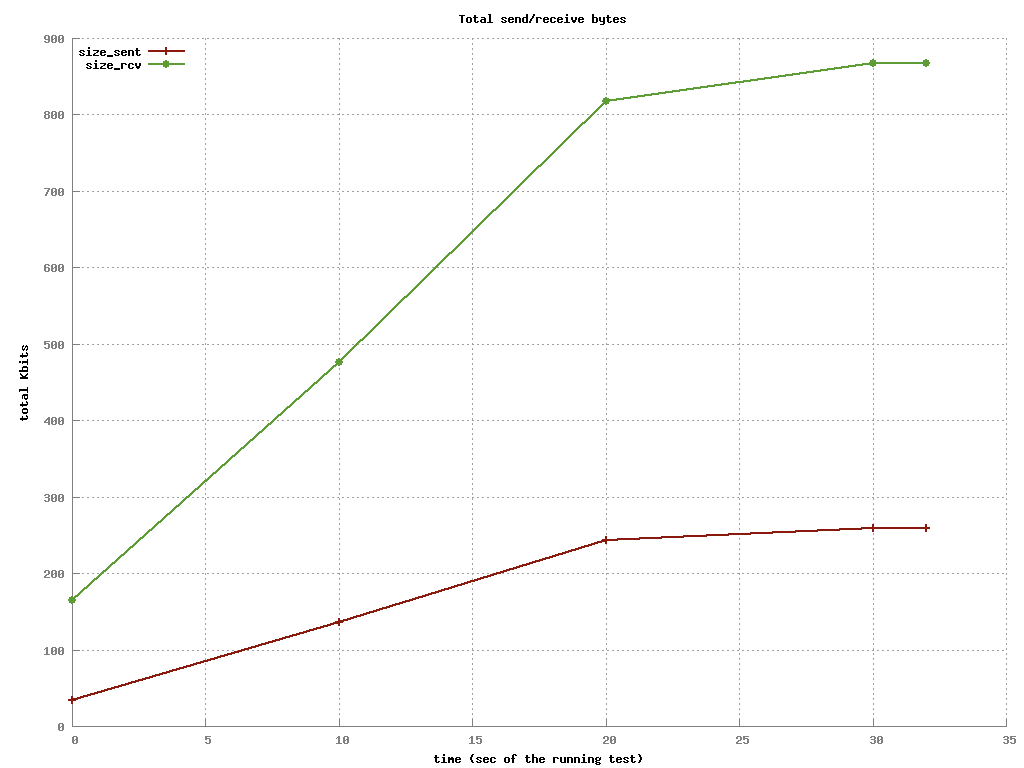 Total send/receive bytes
size_sent
size_rcv
900
800
700
600
500
400
300
200
100
0
total Kbits
0 5 10 15 20 25 30 35
time (sec of the running test)